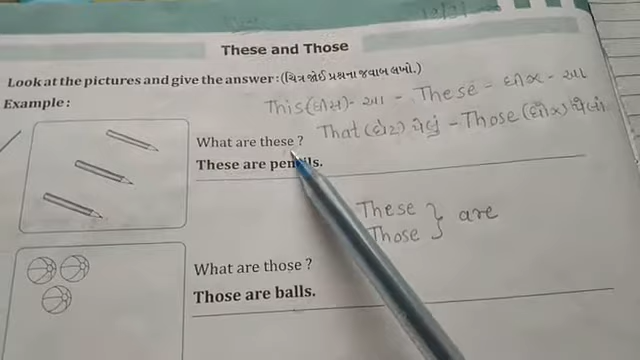 These and Those
Look at the pictures and give the answer : (ચિત્ર જોઈ પ્રશ્નના જવાબ લખો.)
Example :
This (ધીસ) - આ - These - ધીઝ - આ
What are these ?
That (ધેટ) પેલું - Those (ધોઝ) પેલાં
These are pencils.
These } are
Those
What are those ?
Those are balls.